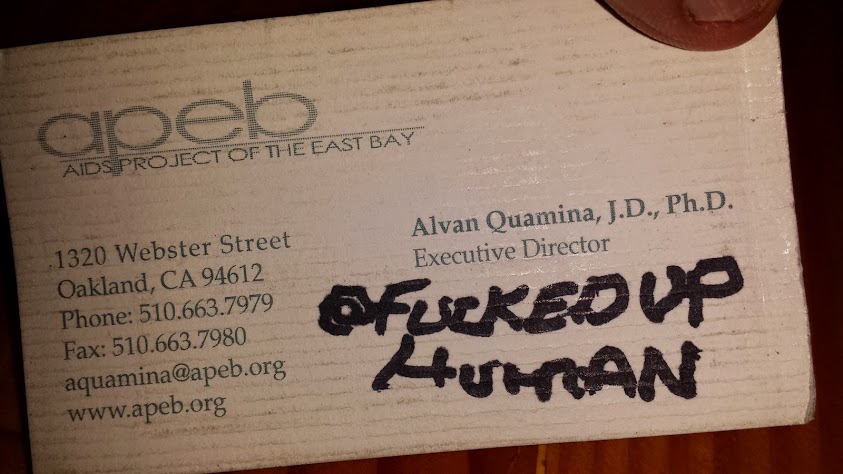 apeb
AIDS PROJECT OF THE EAST BAY
Alvan Quamina, J.D., Ph.D.
Executive Director
1320 Webster Street
Oakland, CA 94612
Phone: 510.663.7979
Fax: 510.663.7980
aquamina@apeb.org
www.apeb.org
@FUCKED UP
HUMAN